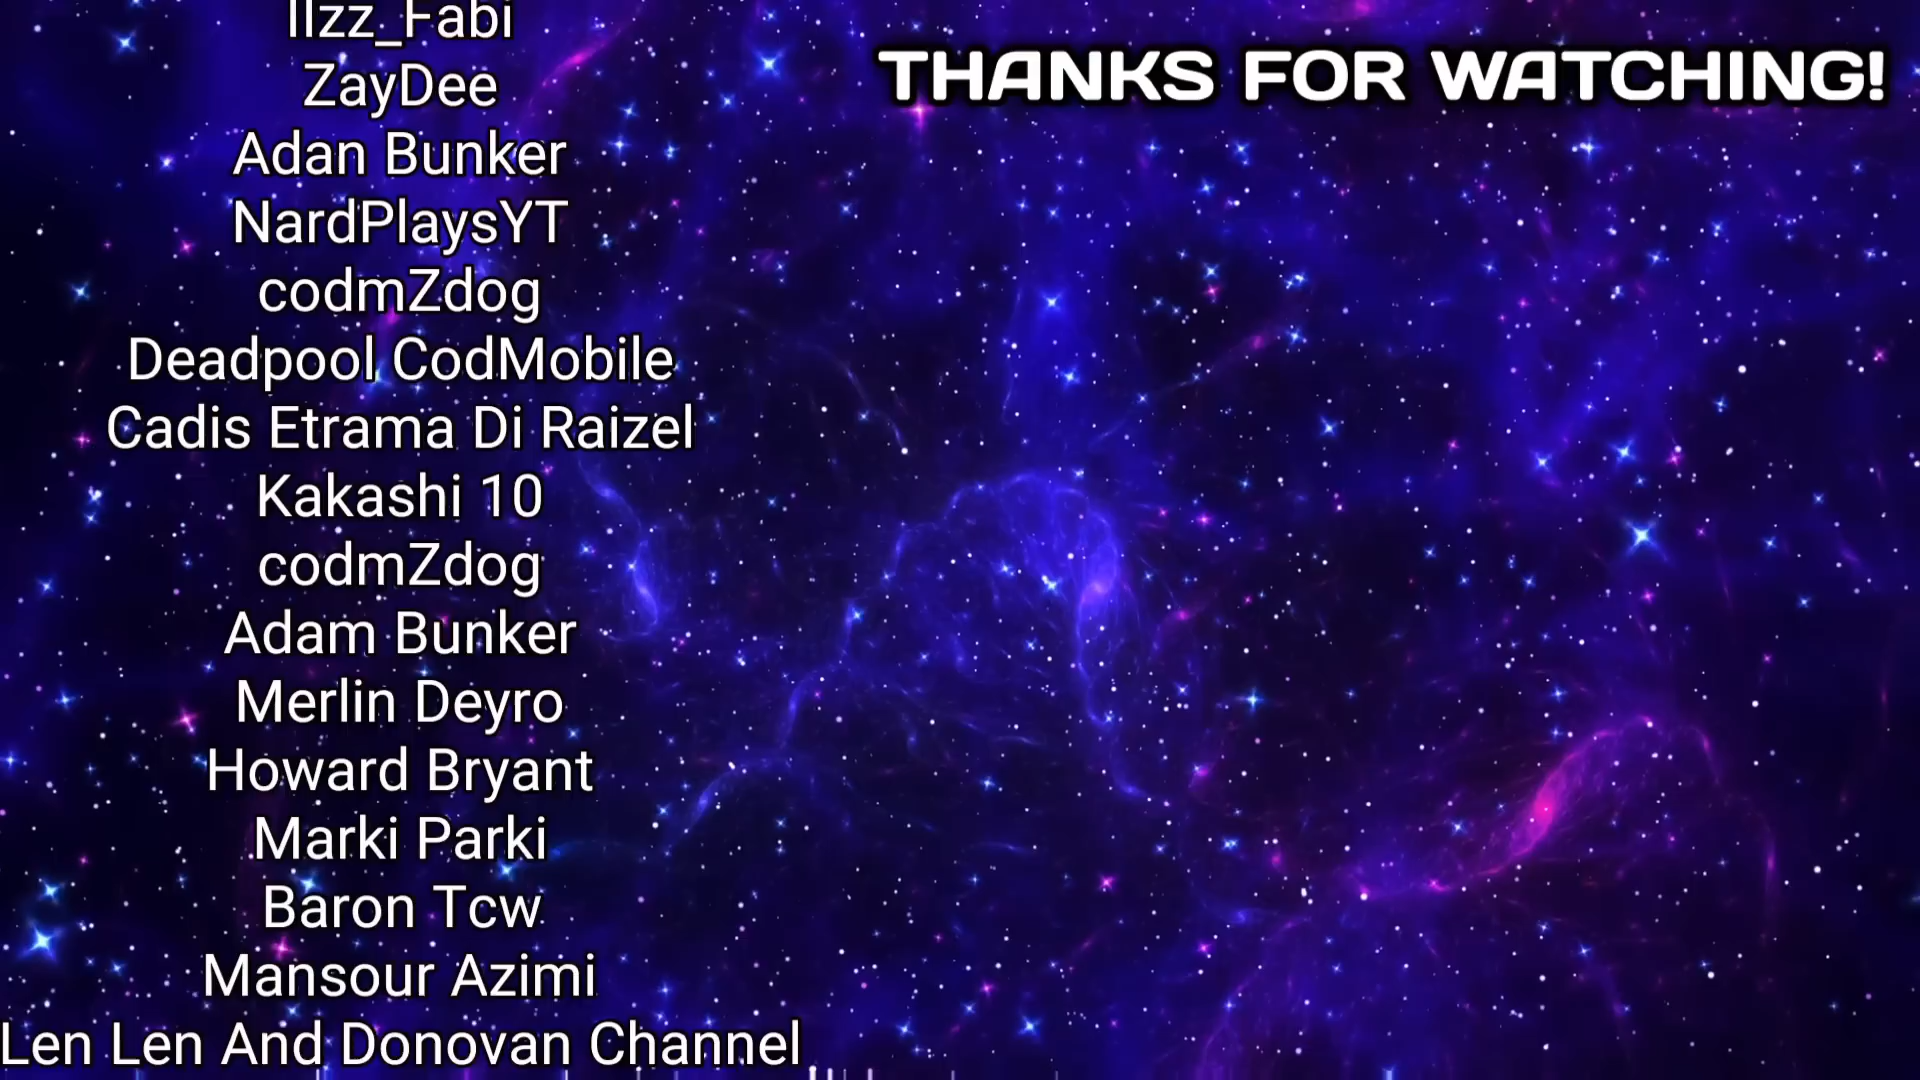 ZayDee
Adan Bunker
NardPlaysYT
codmZdog
Deadpool CodMobile
Cadis Etrama Di Raizel
Kakashi 10
codmZdog
Adam Bunker
Merlin Deyro
Howard Bryant
Marki Parki
Baron Tcw
Mansour Azimi
Len Len And Donovan Channel
THANKS FOR WATCHING!